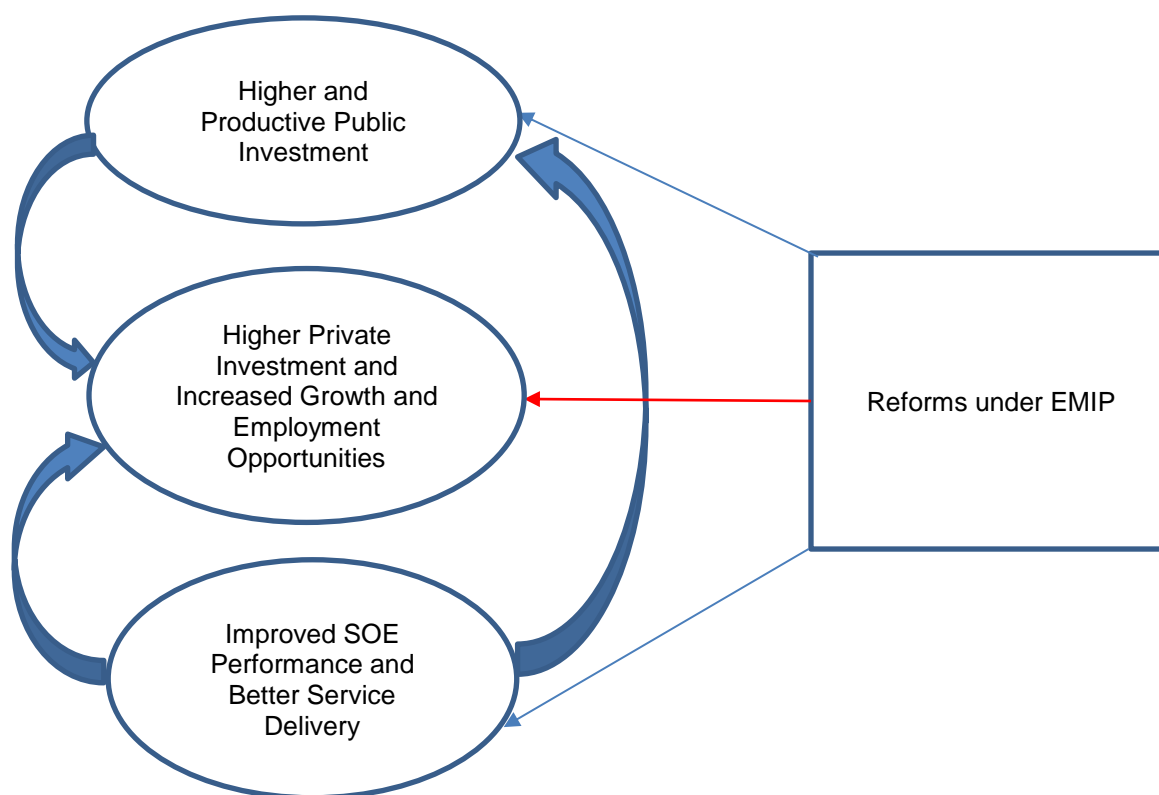 Higher and
Productive Public
Investment
Higher Private
Investment and
Increased Growth and
Employment
Opportunities
Reforms under EMIP
Improved SOE
Performance and
Better Service
Delivery